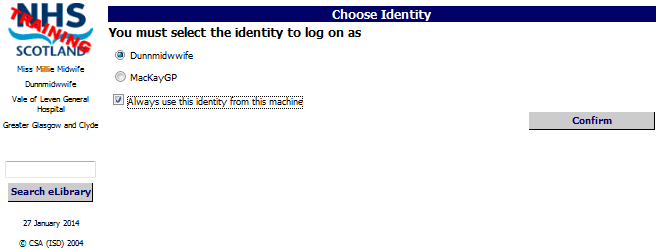 NHS
TRAINING
SCOTLAND
Miss Millie Midwife
Dunnmidwwife
Vale of Leven General
Hospital
Greater Glasgow and Clyde
Search eLibrary
27 January 2014
© CSA (ISD) 2004
Choose Identity
You must select the identity to log on as
Dunnmidwwife
MacKayGP
Always use this identity from this machine
Confirm